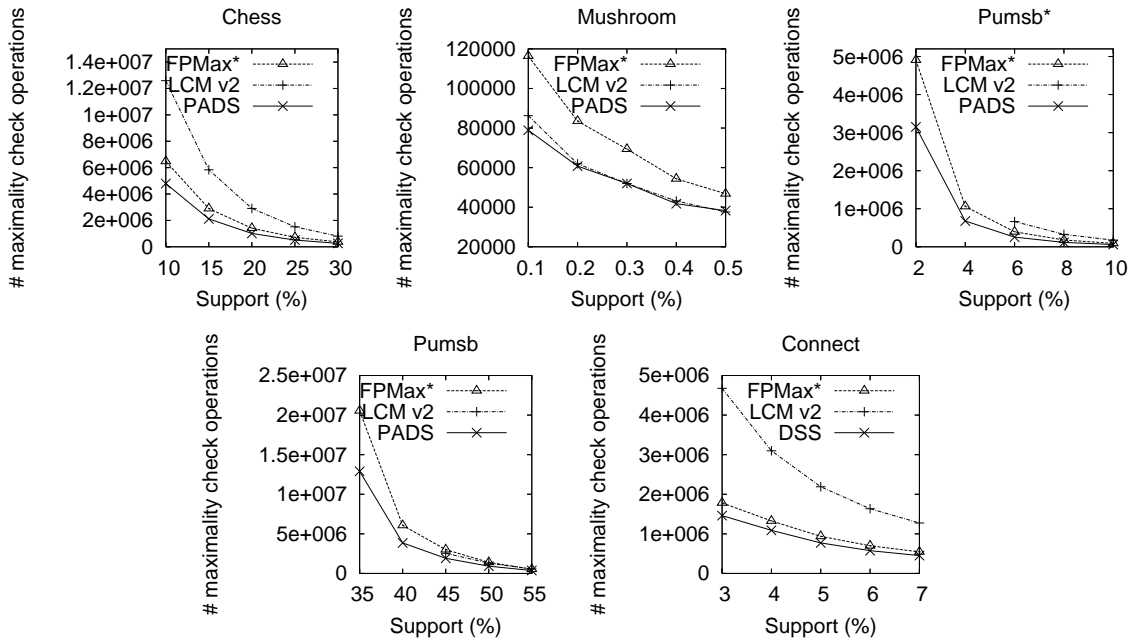 Chess
# maximality check operations
1.4e+007
1.2e+007
1e+007
8e+006
6e+006
4e+006
2e+006
0
FPMax*
LCM v2
PADS
10 15 20 25 30
Support (%)
Mushroom
# maximality check operations
120000
100000
80000
60000
40000
20000
FPMax*
LCM v2
PADS
0.1 0.2 0.3 0.4 0.5
Support (%)
Pumsb*
# maximality check operations
5e+006
4e+006
3e+006
2e+006
1e+006
0
FPMax*
LCM v2
PADS
2 4 6 8 10
Support (%)
Pumsb
# maximality check operations
2.5e+007
2e+007
1.5e+007
1e+007
5e+006
0
FPMax*
LCM v2
PADS
35 40 45 50 55
Support (%)
Connect
# maximality check operations
5e+006
4e+006
3e+006
2e+006
1e+006
0
FPMax*
LCM v2
DSS
3 4 5 6 7
Support (%)